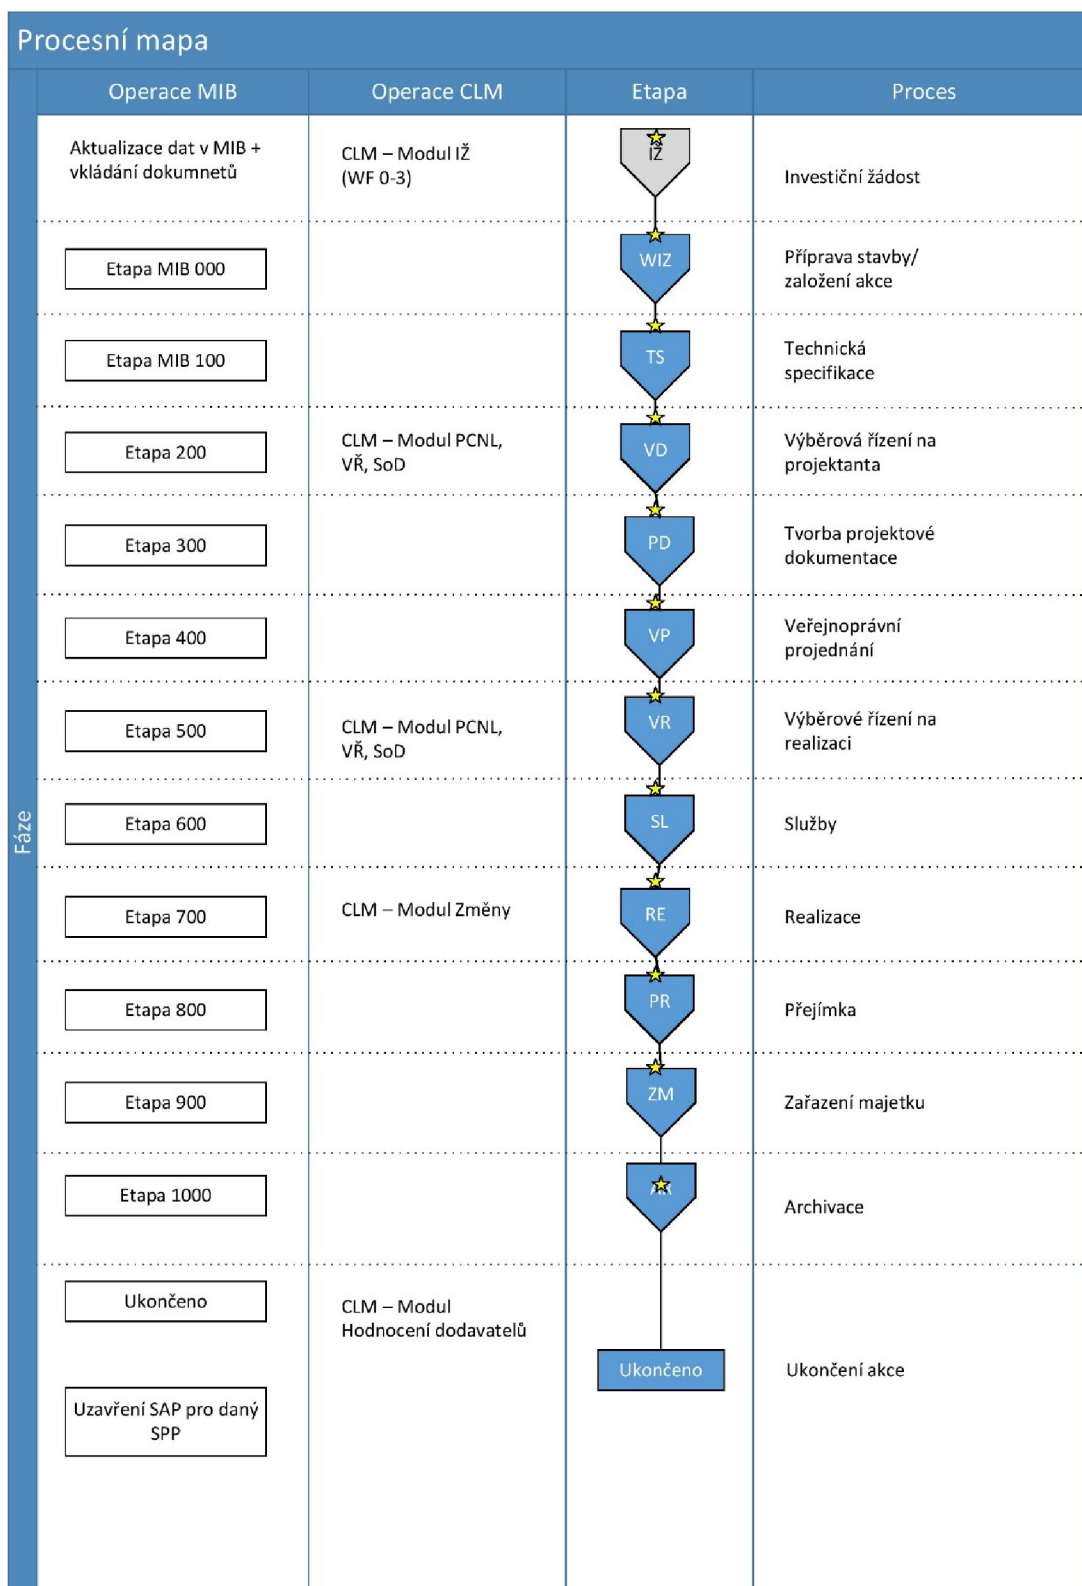 Procesní mapa
Operace MIB
Operace CLM
Etapa
Proces
Fáze
Aktualizace dat v MIB +
vkládání dokumnetů
CLM – Modul IŽ
(WF 0-3)
IŽ
Investiční žádost
Etapa MIB 000
WIZ
Příprava stavby/
založení akce
Etapa MIB 100
TS
Technická
specifikace
Etapa 200
CLM – Modul PCNL,
VŘ, SoD
VD
Výběrová řízení na
projektanta
Etapa 300
PD
Tvorba projektové
dokumentace
Etapa 400
VP
Veřejnoprávní
projednání
Etapa 500
CLM – Modul PCNL,
VŘ, SoD
VR
Výběrové řízení na
realizaci
Etapa 600
SL
Služby
Etapa 700
CLM – Modul Změny
RE
Realizace
Etapa 800
PR
Přejímka
Etapa 900
ZM
Zařazení majetku
Etapa 1000
Archivace
Ukončeno
CLM – Modul
Hodnocení dodavatelů
Ukončeno
Ukončení akce
Uzavření SAP pro daný
SPP